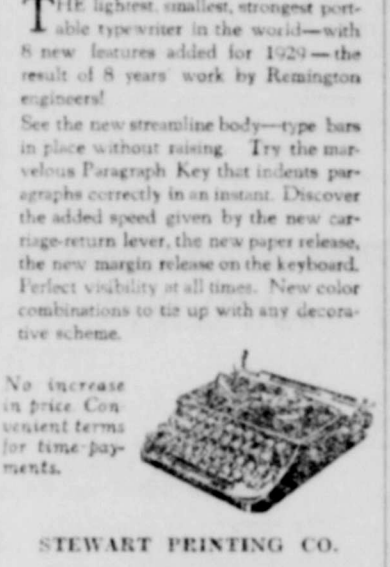 THE lightest, smallest, strongest port-
able typewriter in the world—with
8 new features added for 1929—the
result of 8 years' work by Remington
engineers!
See the new streamline body—type bars
in place without raising. Try the mar-
velous Paragraph Key that indents par-
agraphs correctly in an instant. Discover
the added speed given by the new car-
riage-return lever, the new paper release,
the new margin release on the keyboard.
Perfect visibility at all times. New color
combinations to tie up with any decora-
tive scheme.
No increase
in price. Con-
venient terms
for time-pay-
ments.
STEWART PRINTING CO.